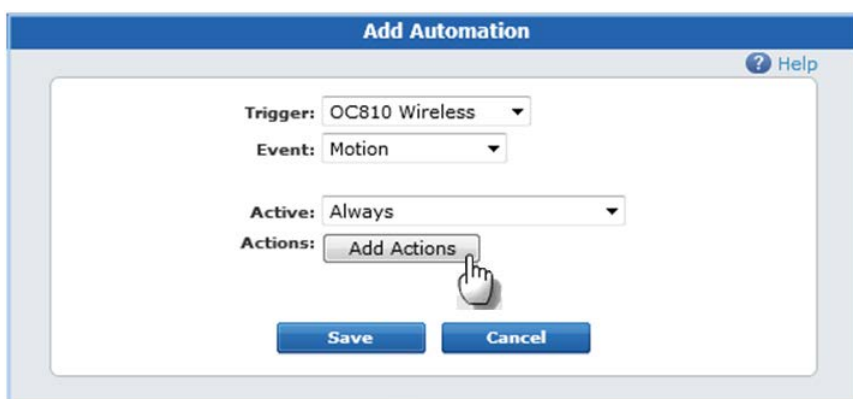 Add Automation
? Help
Trigger: OC810 Wireless
Event: Motion
Active: Always
Actions: Add Actions
Save Cancel